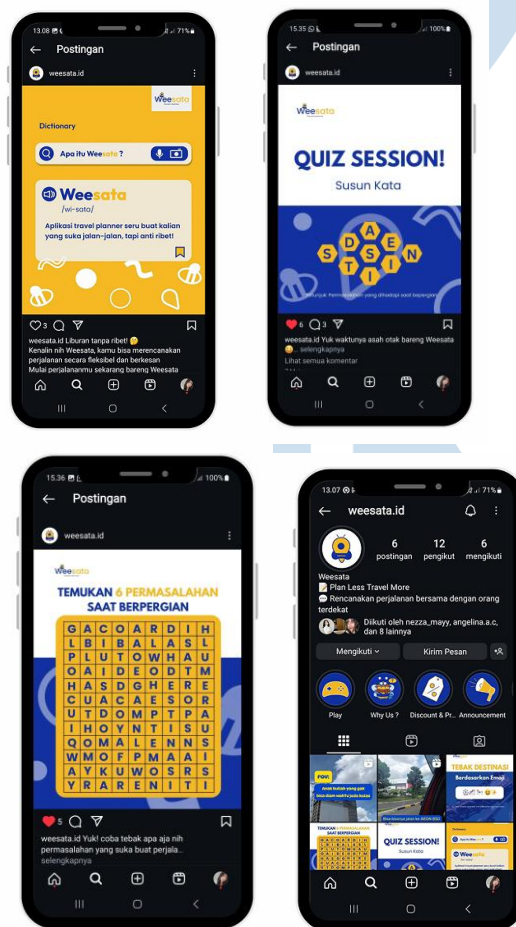 13.08
71%
Postingan
weesata.id
Weesata
Dictionary
Apa itu Weesata ?
Weesata
/wi-sata/
Aplikasi travel planner seru buat kalian
yang suka jalan-jalan, tapi anti ribet!
3
weesata.id Liburan tanpa ribet!
Kenalin nih Weesata, kamu bisa merencanakan
perjalanan secara fleksibel dan berkesan
Mulai perjalananmu sekarang bareng Weesata
15.35
100%
Postingan
weesata.id
Weesata
QUIZ SESSION!
Susun Kata
A
D E
S S N
T I
I
6 3
weesata.id Yuk waktunya asah otak bareng Weesata
... selengkapnya
Lihat semua komentar
15.36
100%
Postingan
weesata.id
Weesata
TEMUKAN 6 PERMASALAHAN
SAAT BERPERGIAN
G A C O A R D I H
L B I B A L A S L
P L U T O W H A U
O A I D E O D T M
H A S D G H E R E
C U A C A E S O R
U T D O M P T P A
I H O Y N T I S U
Q O M A L E N N S
W M O F P M A A I
A Y K U W O S R S
Y R A R E N I T I
5
weesata.id Yuk! coba tebak apa aja nih
permasalahan yang suka buat perjala...
selengkapnya
13.07
71%
weesata.id
6 12 6
postingan pengikut mengikuti
Weesata
Plan Less Travel More
Rencanakan perjalanan bersama dengan orang
terdekat
Diikuti oleh nezza_mayy, angelina.a.c,
dan 8 lainnya
Mengikuti
Kirim Pesan
Play Why Us ? Discount & Pr... Announcement
POV:
TEBAK DESTINASI
Berdasarkan Emoji
TEMUKAN 6 PERMASALAHAN
SAAT BERPERGIAN
QUIZ SESSION!
Susun Kata
Dictionary
Apa itu Weesata ?
Weesata